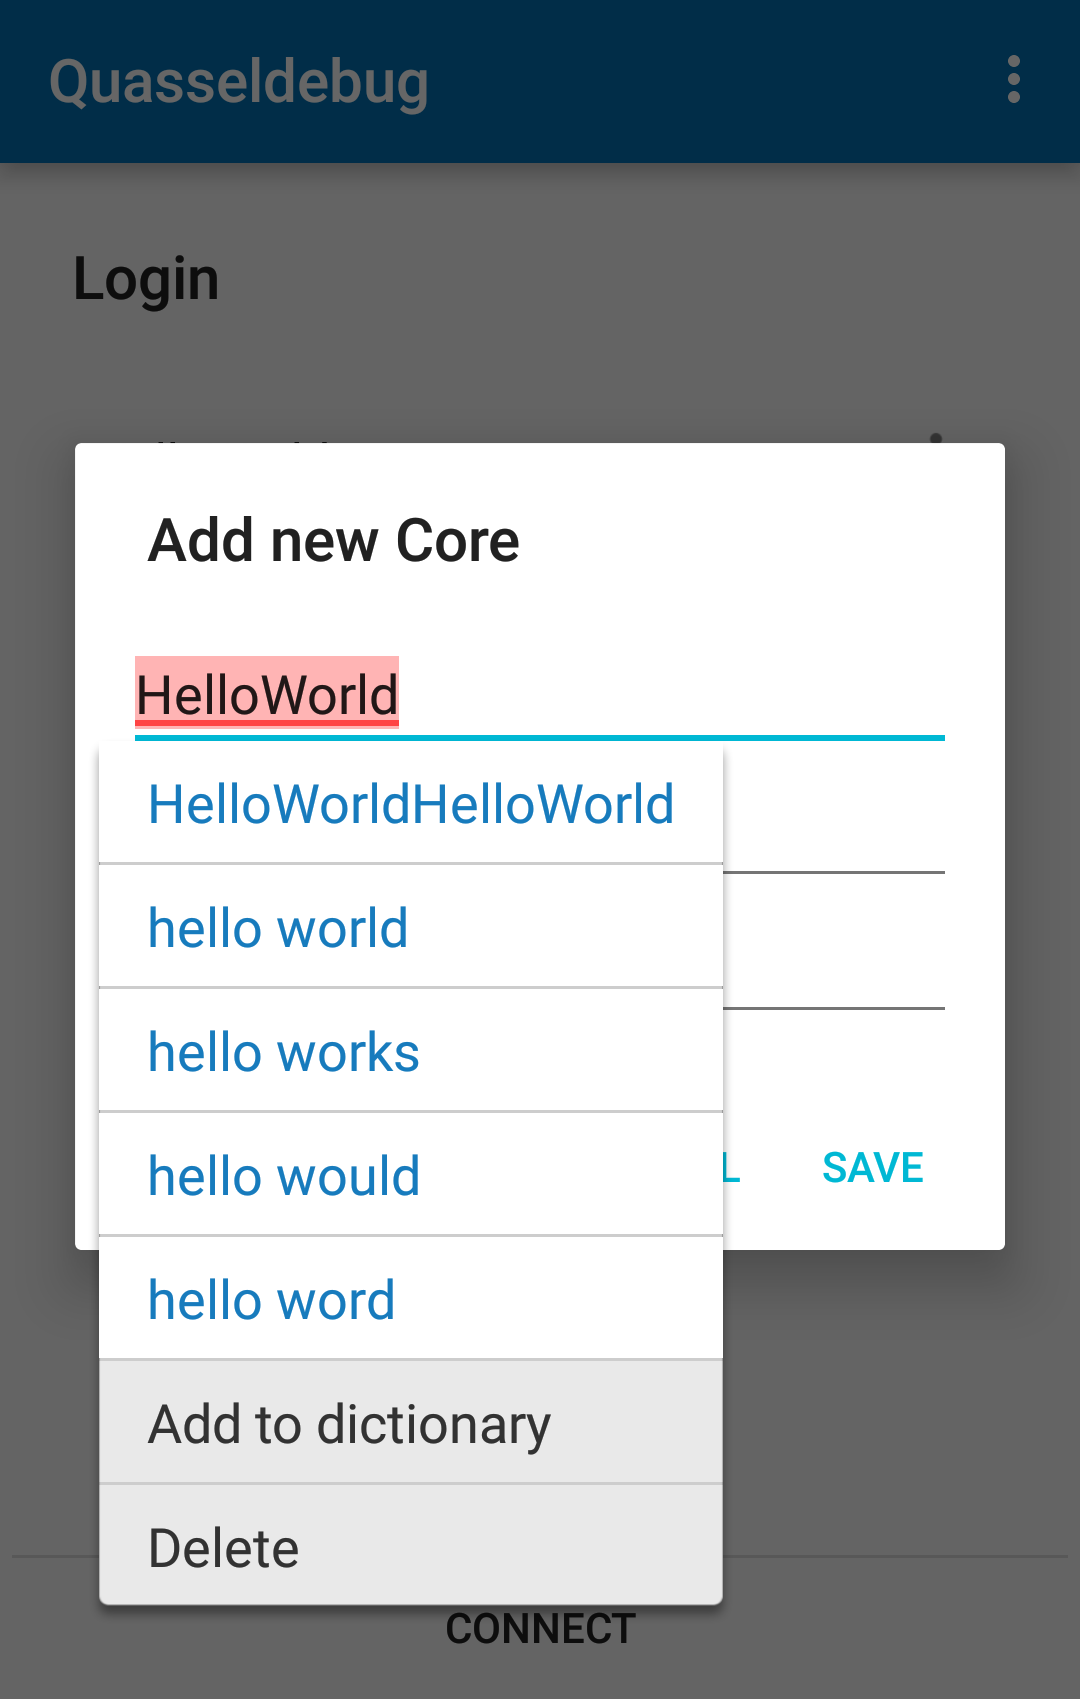 Quasseldebug
Login
Add new Core
HelloWorld
HelloWorldHelloWorld
hello world
hello works
hello would
hello word
L
SAVE
Add to dictionary
Delete
CONNECT